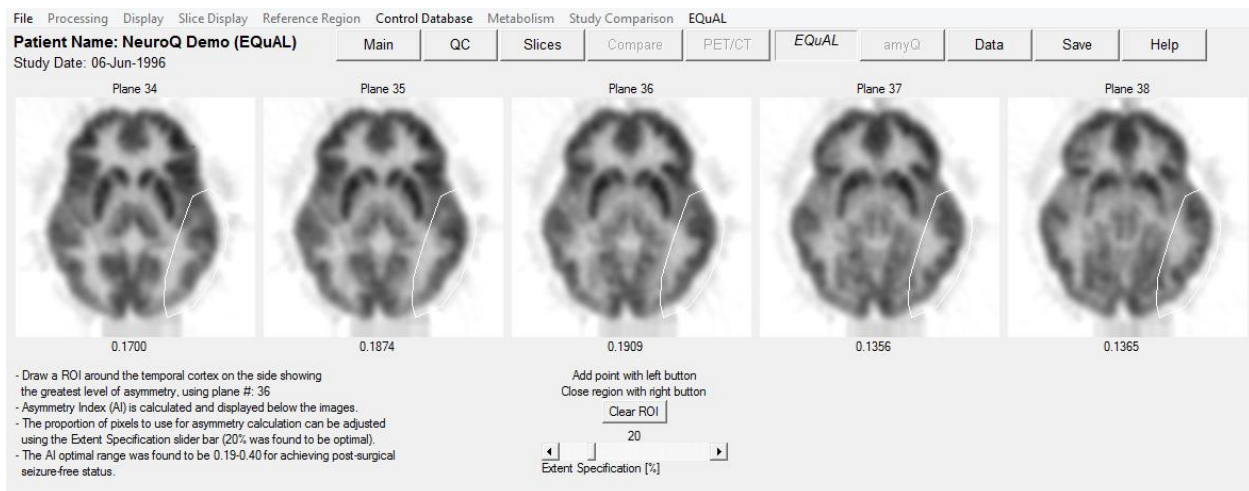 File Processing Display Slice Display Reference Region Control Database Metabolism Study Comparison EQuAL
Patient Name: NeuroQ Demo (EQuAL)
Study Date: 06-Jun-1996
Main QC Slices Compare PET/CT EQuAL amyQ Data Save Help
Plane 34 Plane 35 Plane 36 Plane 37 Plane 38
0.1700 0.1874 0.1909 0.1356 0.1365
- Draw a ROI around the temporal cortex on the side showing
the greatest level of asymmetry, using plane #: 36
- Asymmetry Index (AI) is calculated and displayed below the images.
- The proportion of pixels to use for asymmetry calculation can be adjusted
using the Extent Specification slider bar (20% was found to be optimal).
- The AI optimal range was found to be 0.19-0.40 for achieving post-surgical
seizure-free status.
Add point with left button
Close region with right button
Clear ROI
20
Extent Specification [%]